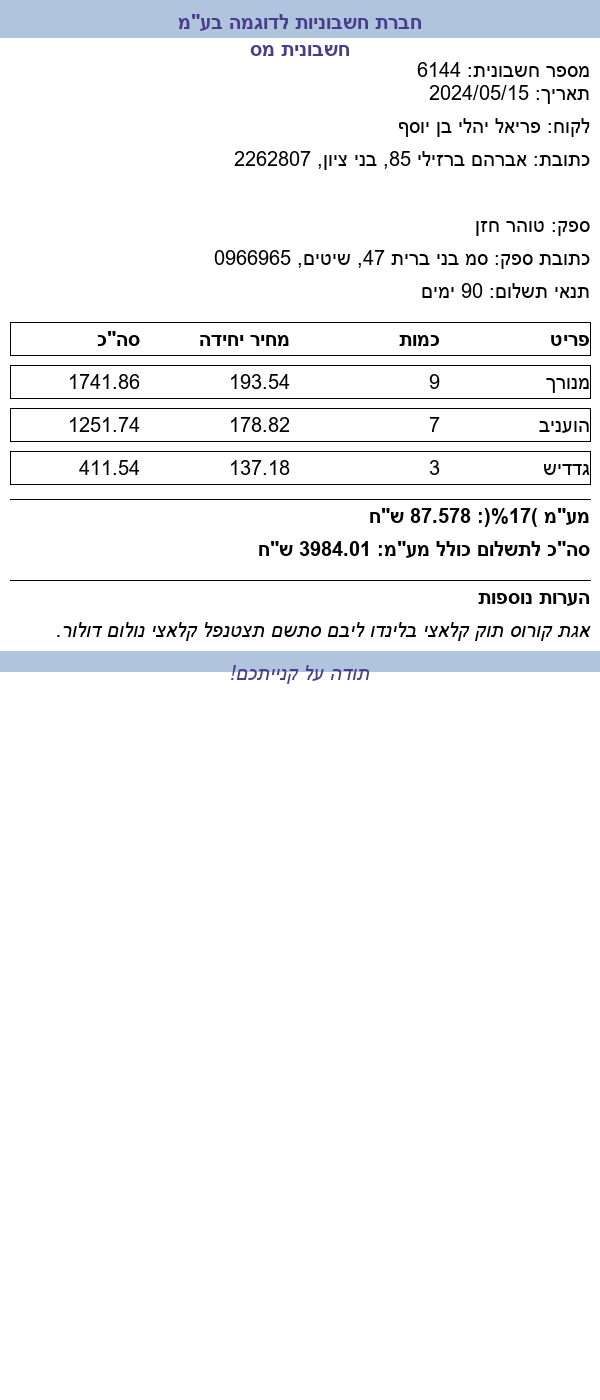 חברת חשבוניות לדוגמה בע"מ
חשבונית מס
מספר חשבונית: 6144
תאריך: 2024/05/15
לקוח: פריאל יהלי בן יוסף
כתובת: אברהם ברזילי 85, בני ציון, 2262807
ספק: טוהר חזן
כתובת ספק: סמ בני ברית 47, שיטים, 0966965
תנאי תשלום: 90 ימים
פריט כמות מחיר יחידה סה"כ
מנורך 9 193.54 1741.86
הועניב 7 178.82 1251.74
גדדיש 3 137.18 411.54
מע"מ )17%(: 87.578 ש"ח
סה"כ לתשלום כולל מע"מ: 3984.01 ש"ח
הערות נוספות
אגת קורוס תוק קלאצי בלינדו ליבם סתשם תצטנפל קלאצי נולום דולור.
תודה על קנייתכם!